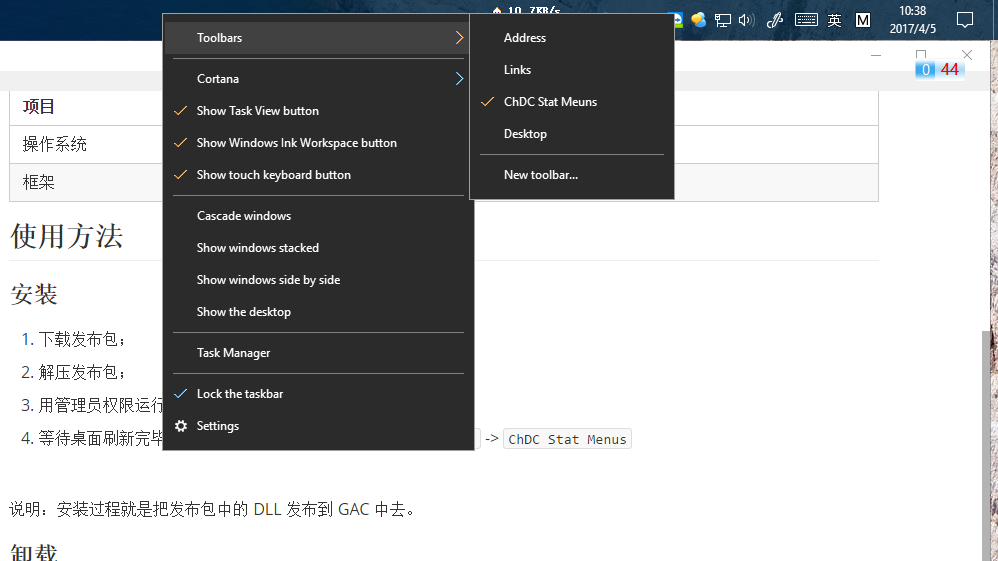 10.7KB/s
英
M
10:38
2017/4/5
0 44
Toolbars
Cortana
Show Task View button
Show Windows Ink Workspace button
Show touch keyboard button
Cascade windows
Show windows stacked
Show windows side by side
Show the desktop
Task Manager
Lock the taskbar
Settings
Address
Links
ChDC Stat Meuns
Desktop
New toolbar...
项目
操作系统
框架
使用方法
安装
1. 下载发布包；
2. 解压发布包；
3. 用管理员权限运行
4. 等待桌面刷新完毕 -> ChDC Stat Menus
说明：安装过程就是把发布包中的 DLL 发布到 GAC 中去。
卸载